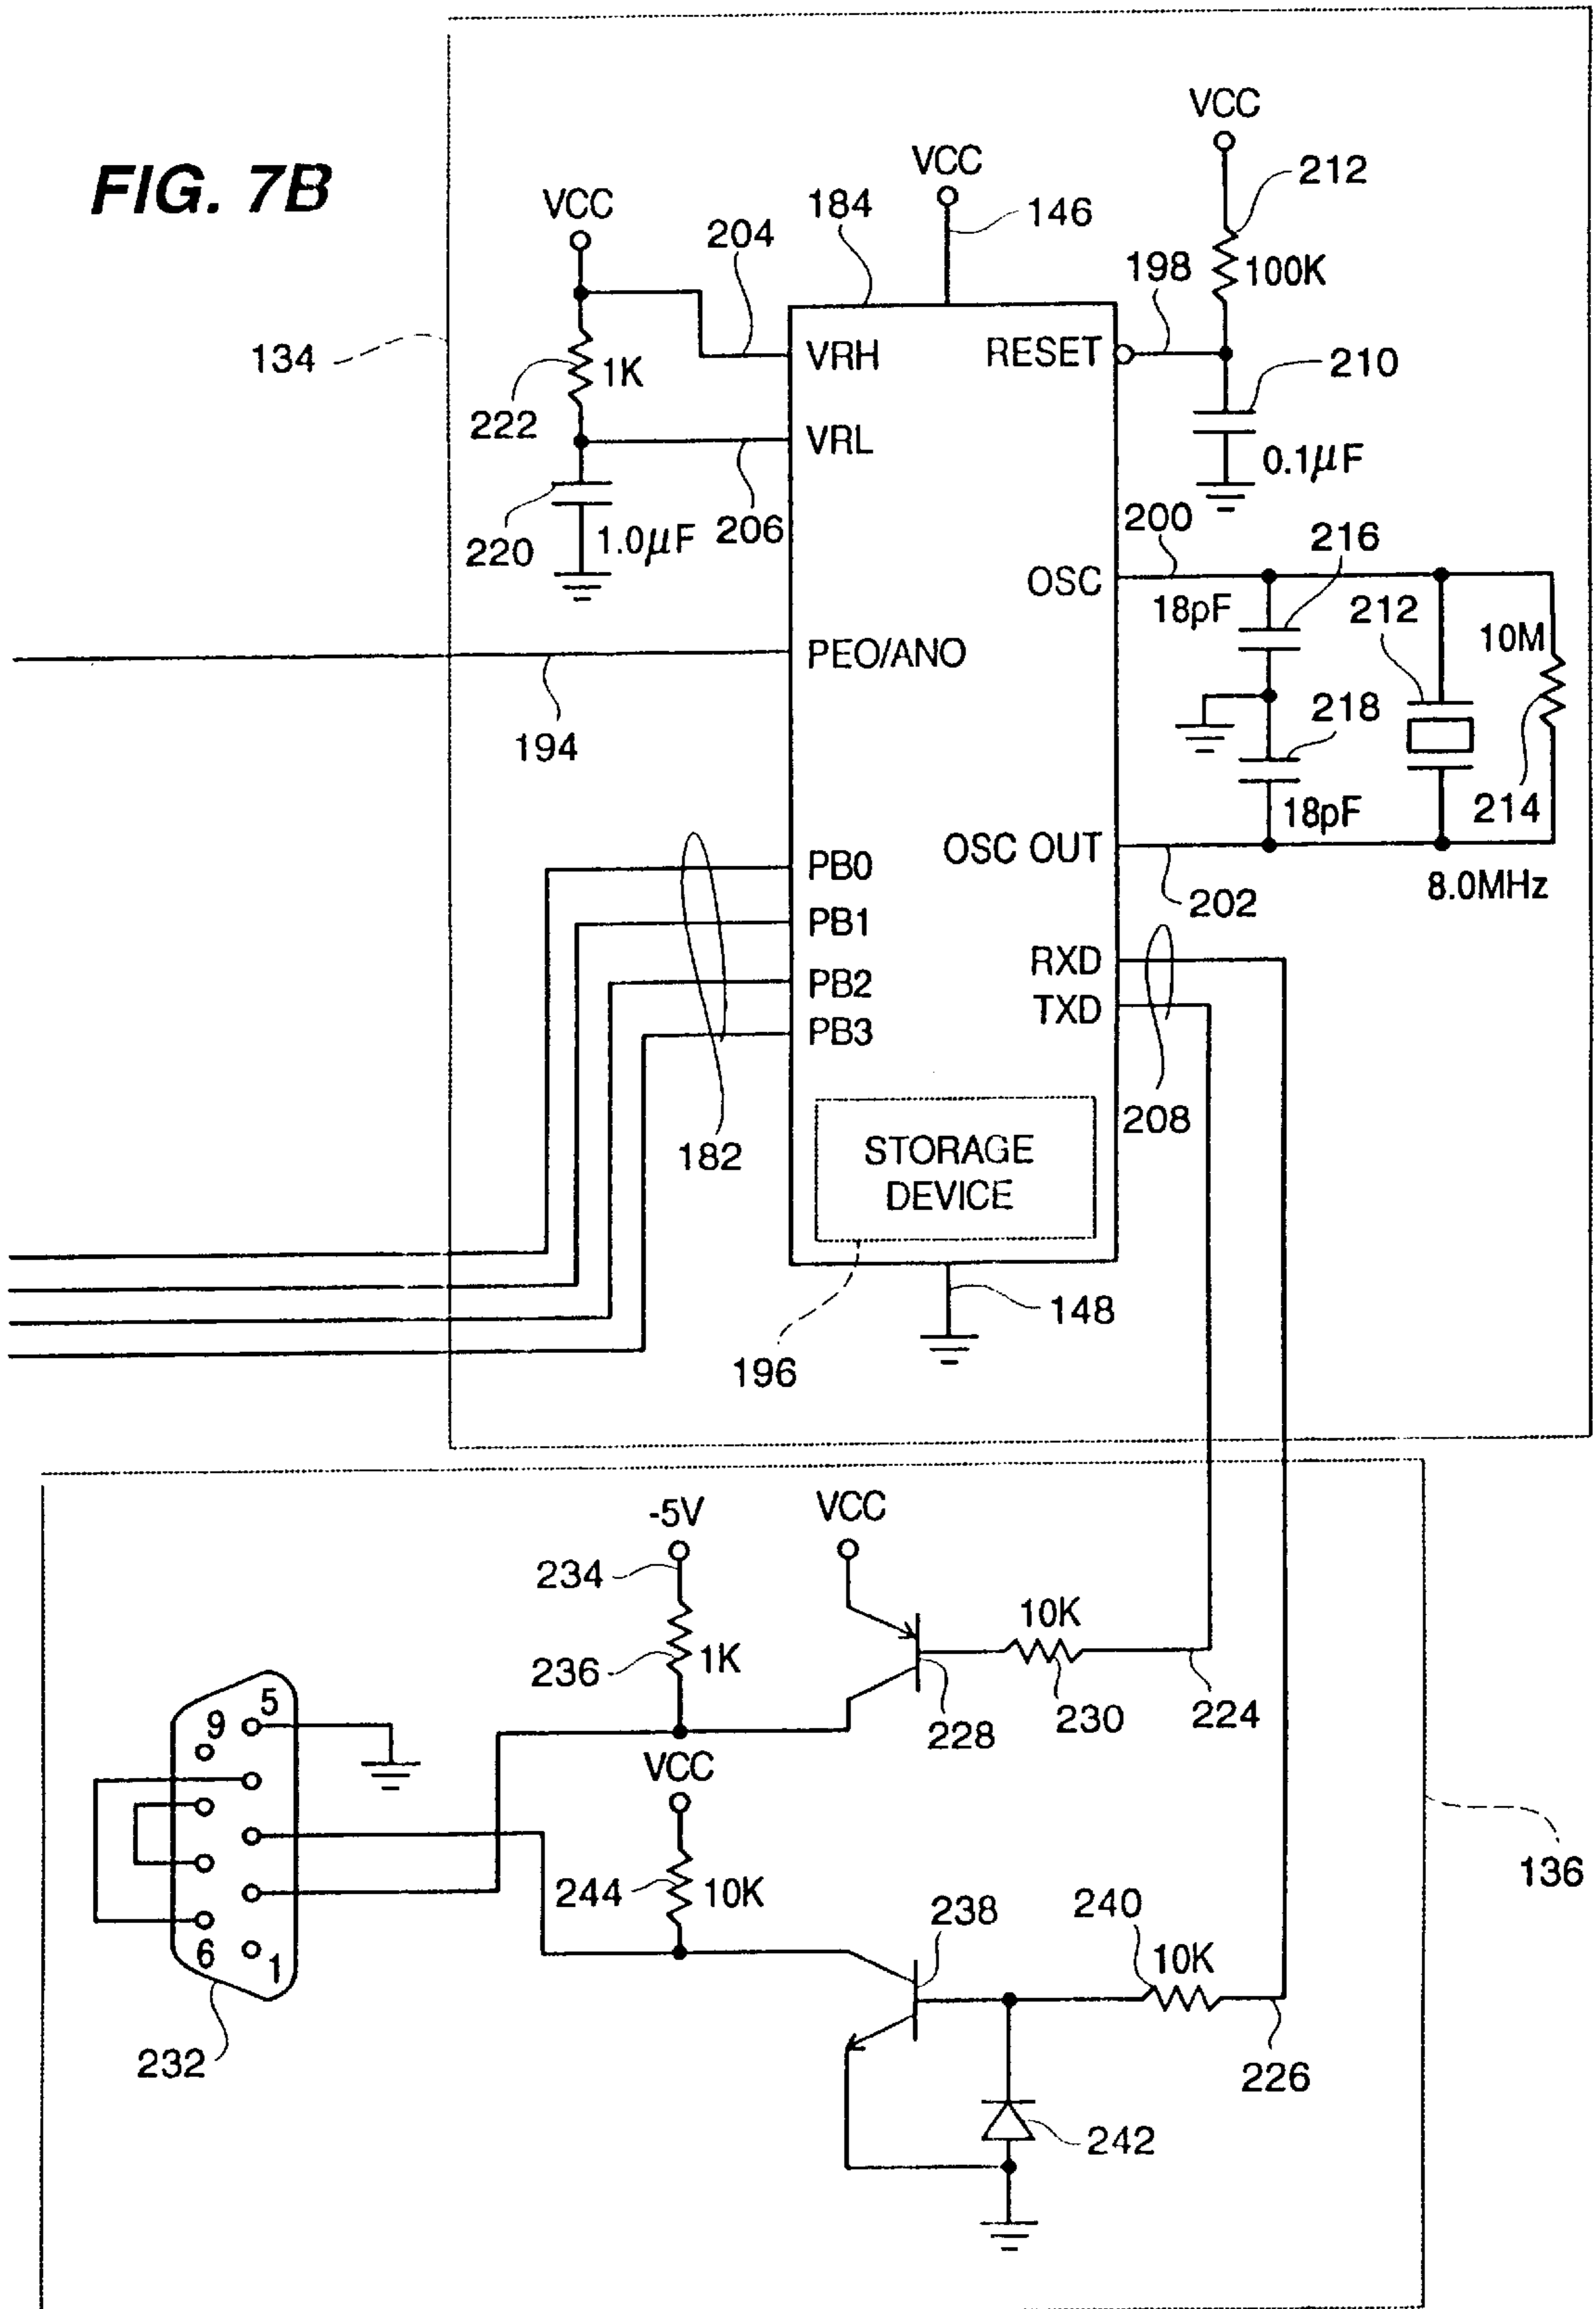 FIG. 7B
VCC
VCC
VCC
212
184
146
204
198
100K
134
VRH
RESET
210
1K
222
VRL
0.1μF
220
1.0μF
206
200
216
OSC
18pF
212
10M
PEO/ANO
194
218
214
18pF
OSC OUT
8.0MHz
202
PB0
PB1
RXD
PB2
TXD
PB3
208
182
STORAGE
DEVICE
148
196
-5V
VCC
234
10K
236
1K
228
230
224
5
9
VCC
136
244
10K
238
240
10K
6
1
232
226
242